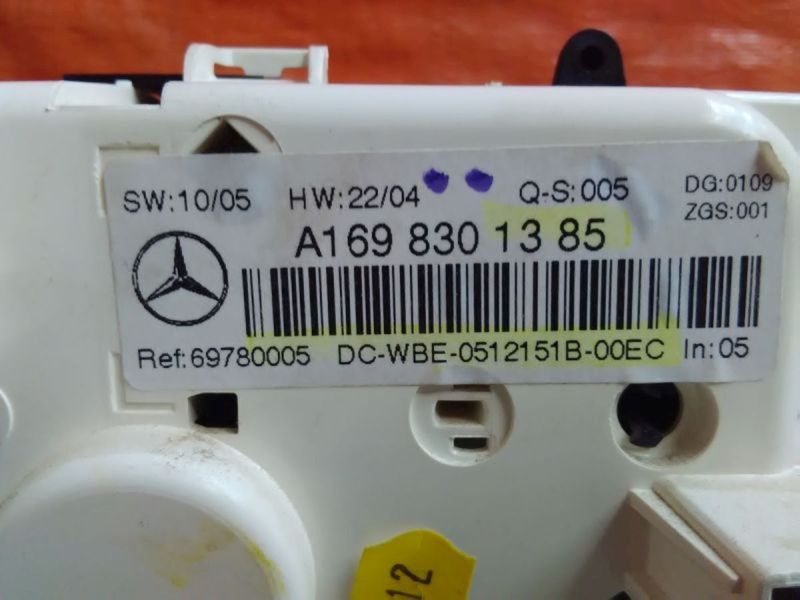 SW:10/05 HW:22/04 Q-S:005 DG:0109
ZGS:001
A169 830 13 85
Ref:69780005 DC-WBE-0512151B-00EC In:05
12